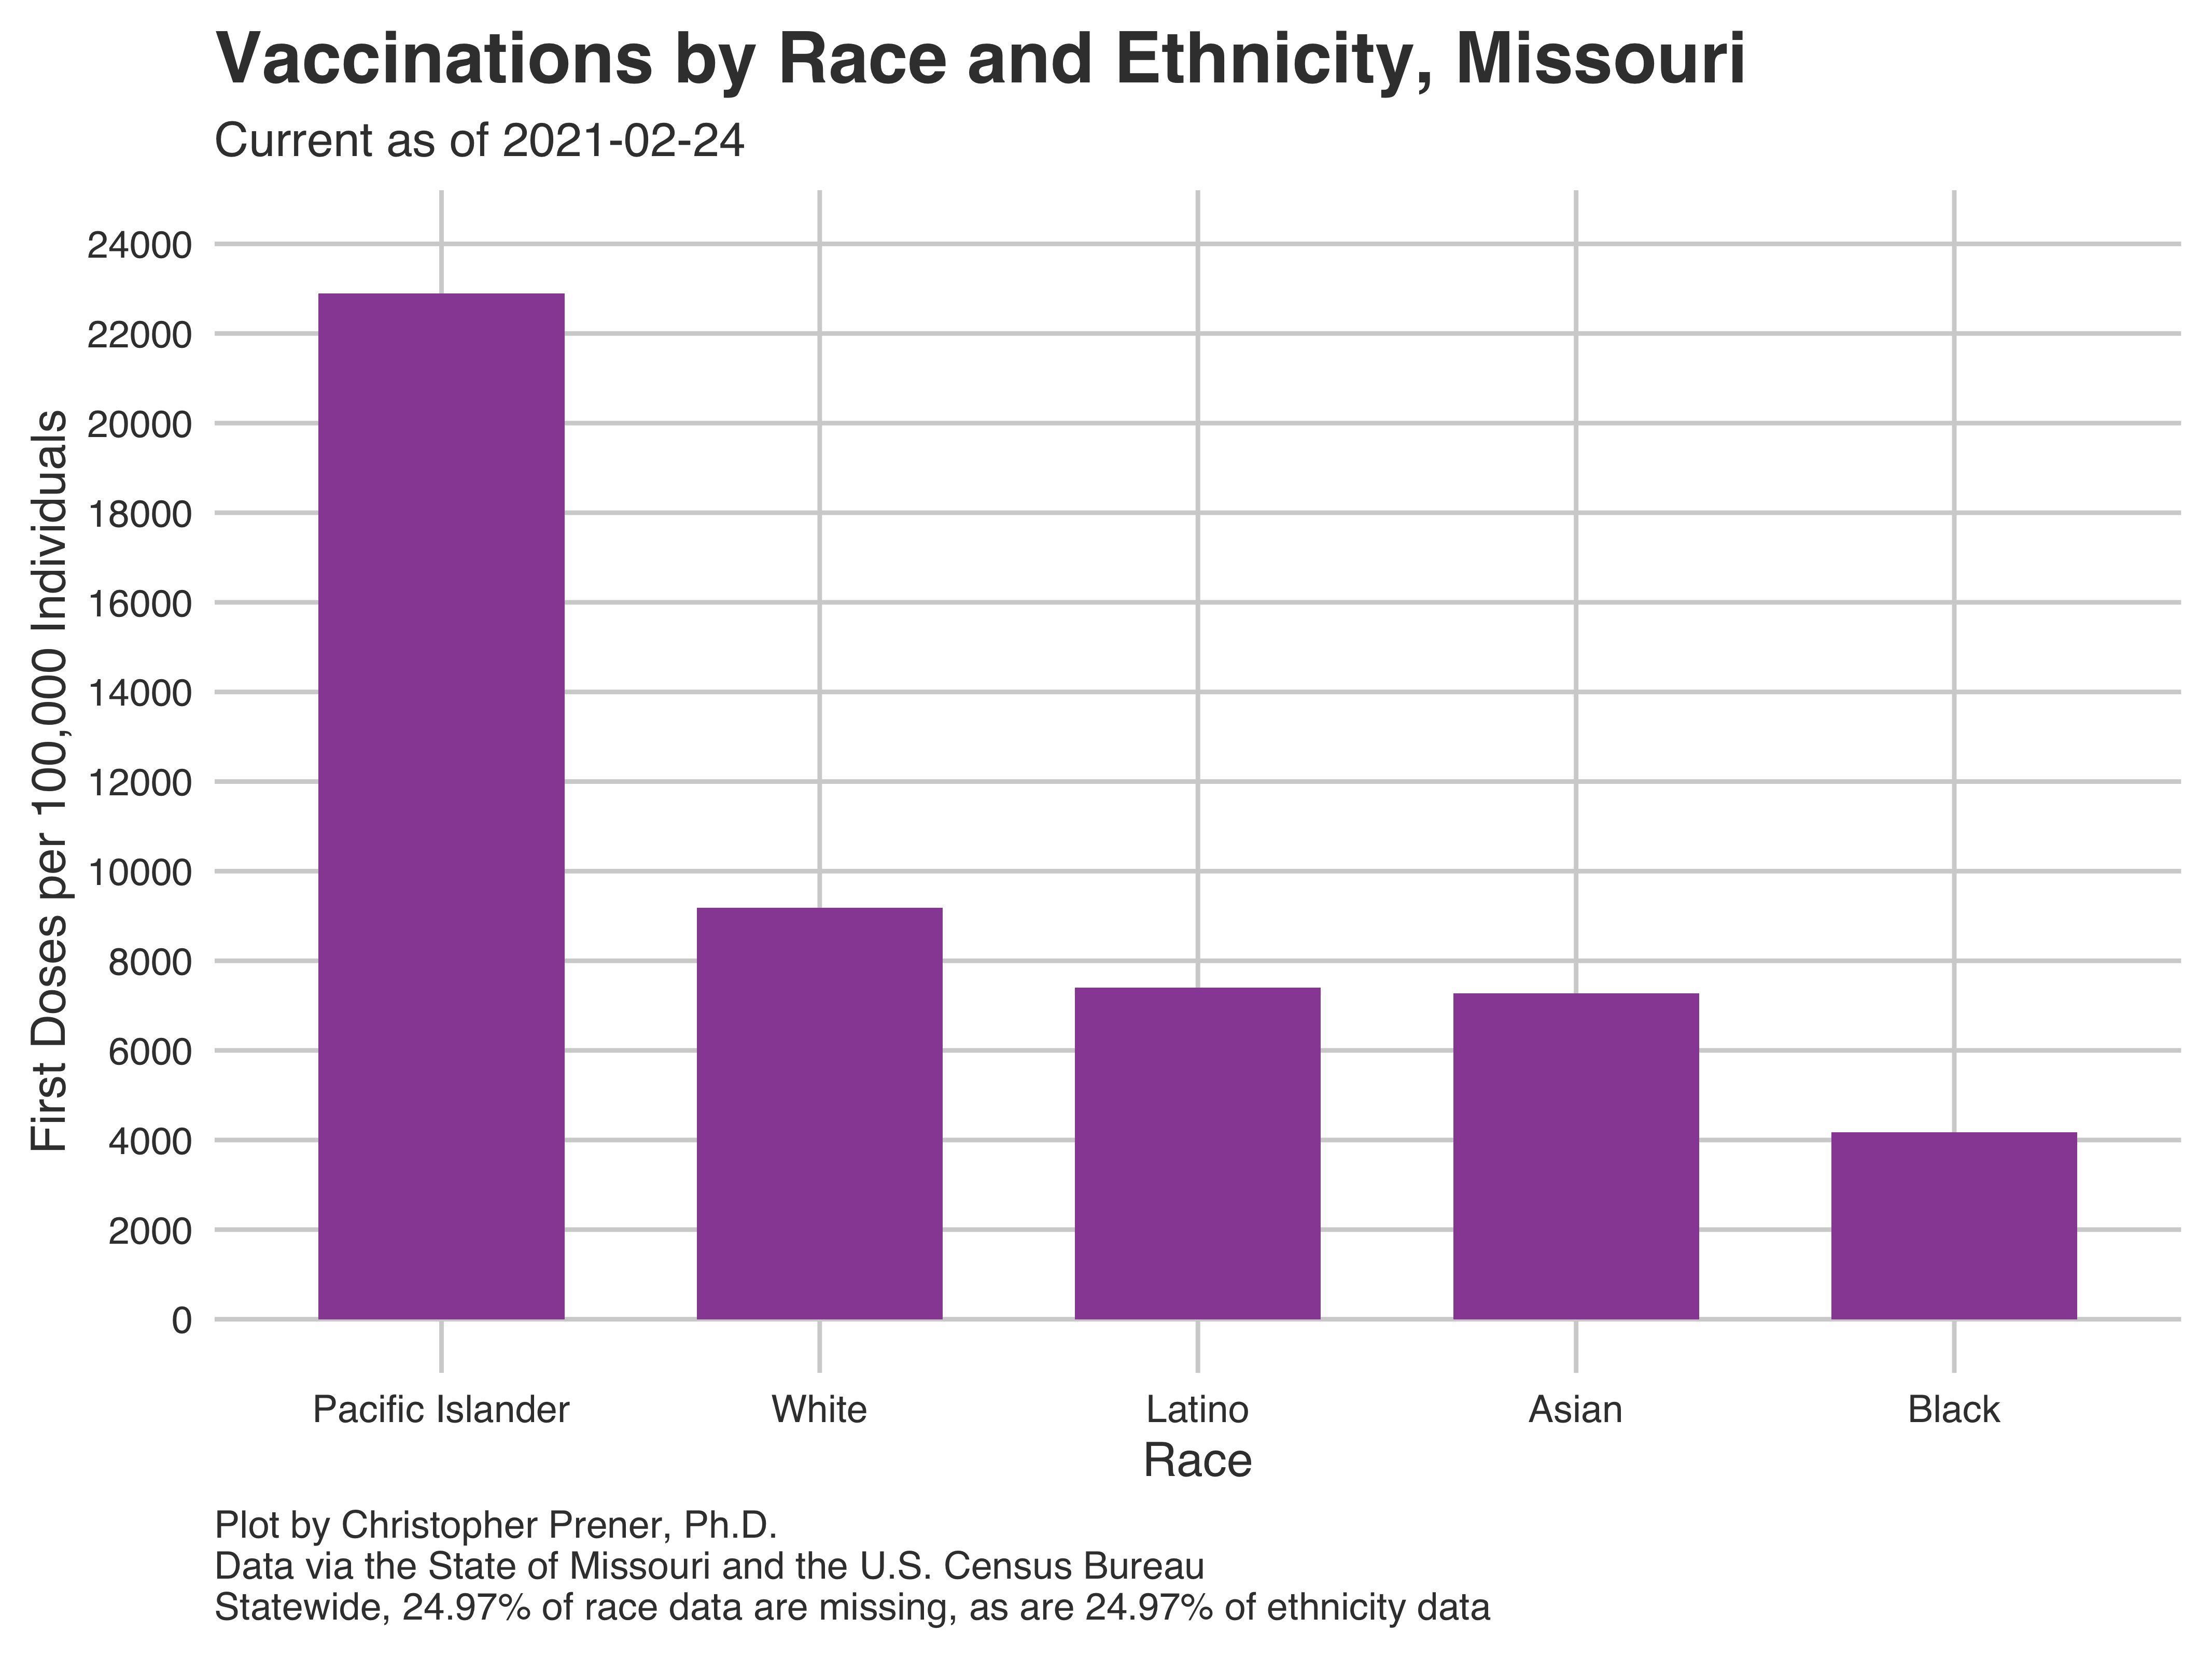 Vaccinations by Race and Ethnicity, Missouri
Current as of 2021-02-24
First Doses per 100,000 Individuals
24000
22000
20000
18000
16000
14000
12000
10000
8000
6000
4000
2000
0
Pacific Islander White Latino Asian Black
Race
Plot by Christopher Prener, Ph.D.
Data via the State of Missouri and the U.S. Census Bureau
Statewide, 24.97% of race data are missing, as are 24.97% of ethnicity data